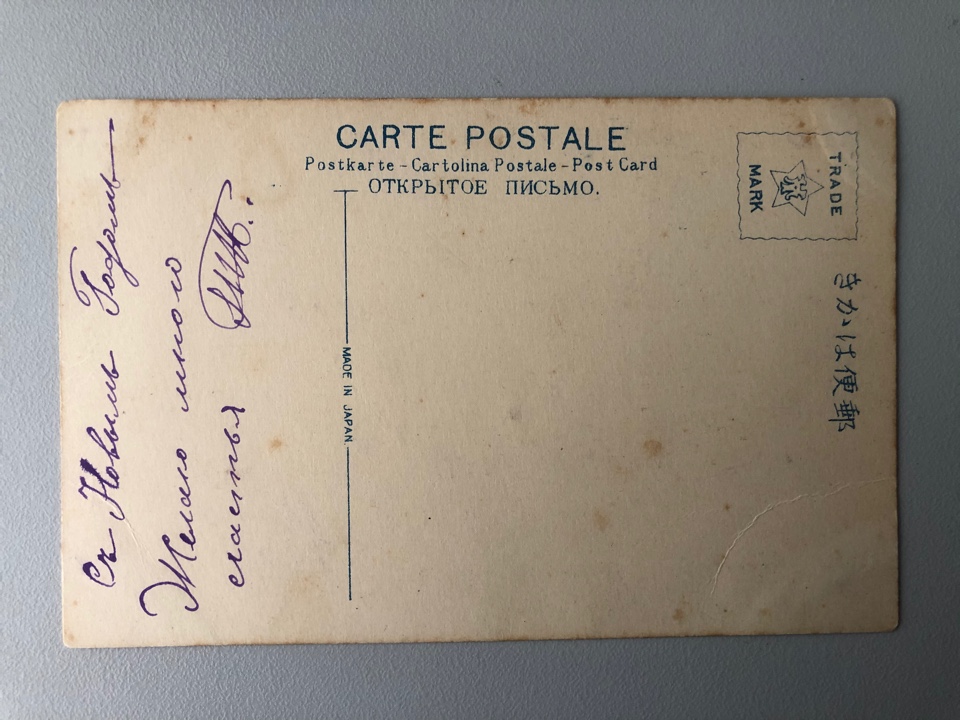 CARTE POSTALE
Postkarte - Cartolina Postale - Post Card
ОТКРЫТОЕ ПИСЬМО.
TRADE
MARK
きかは便郵
MADE IN JAPAN.
Съ Новымъ Годомъ
Желаю много
счастья